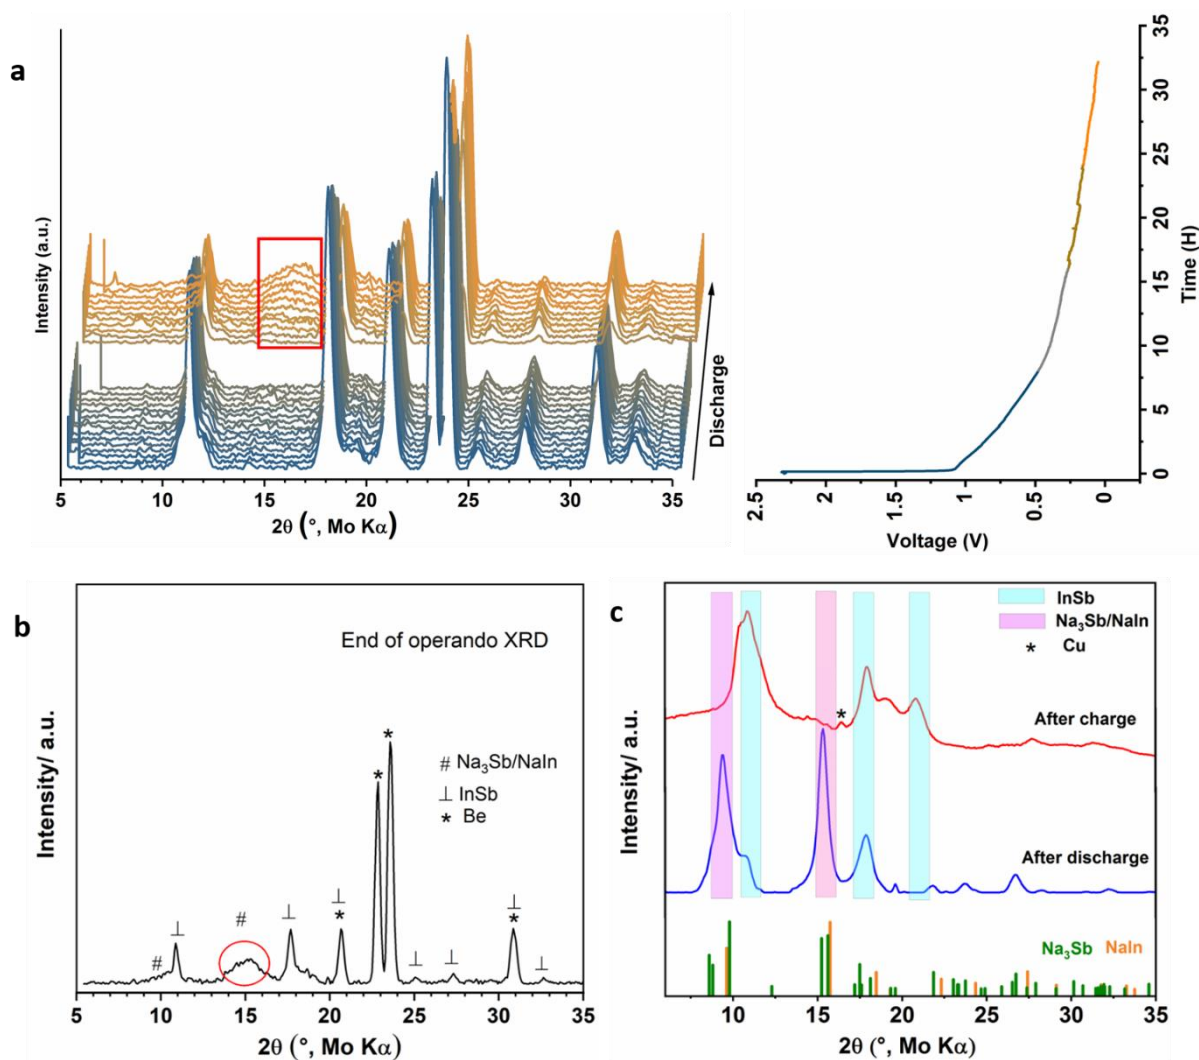 a
Intensity (a.u.)
5
10
15
20
25
30
35
2θ (°, Mo Kα)
Discharge
2.5
2
1.5
1
0.5
0
Voltage (V)
0
5
10
15
20
25
30
35
Time (H)
b
End of operando XRD
# Na₃Sb/NaIn
⊥ InSb
* Be
#
⊥
#
⊥
⊥
*
*
*
⊥
⊥
⊥
*
⊥
Intensity/ a.u.
5
10
15
20
25
30
35
2θ (°, Mo Kα)
c
InSb
Na₃Sb/NaIn
* Cu
*
After charge
After discharge
Na₃Sb NaIn
Intensity/ a.u.
10
15
20
25
30
35
2θ (°, Mo Kα)